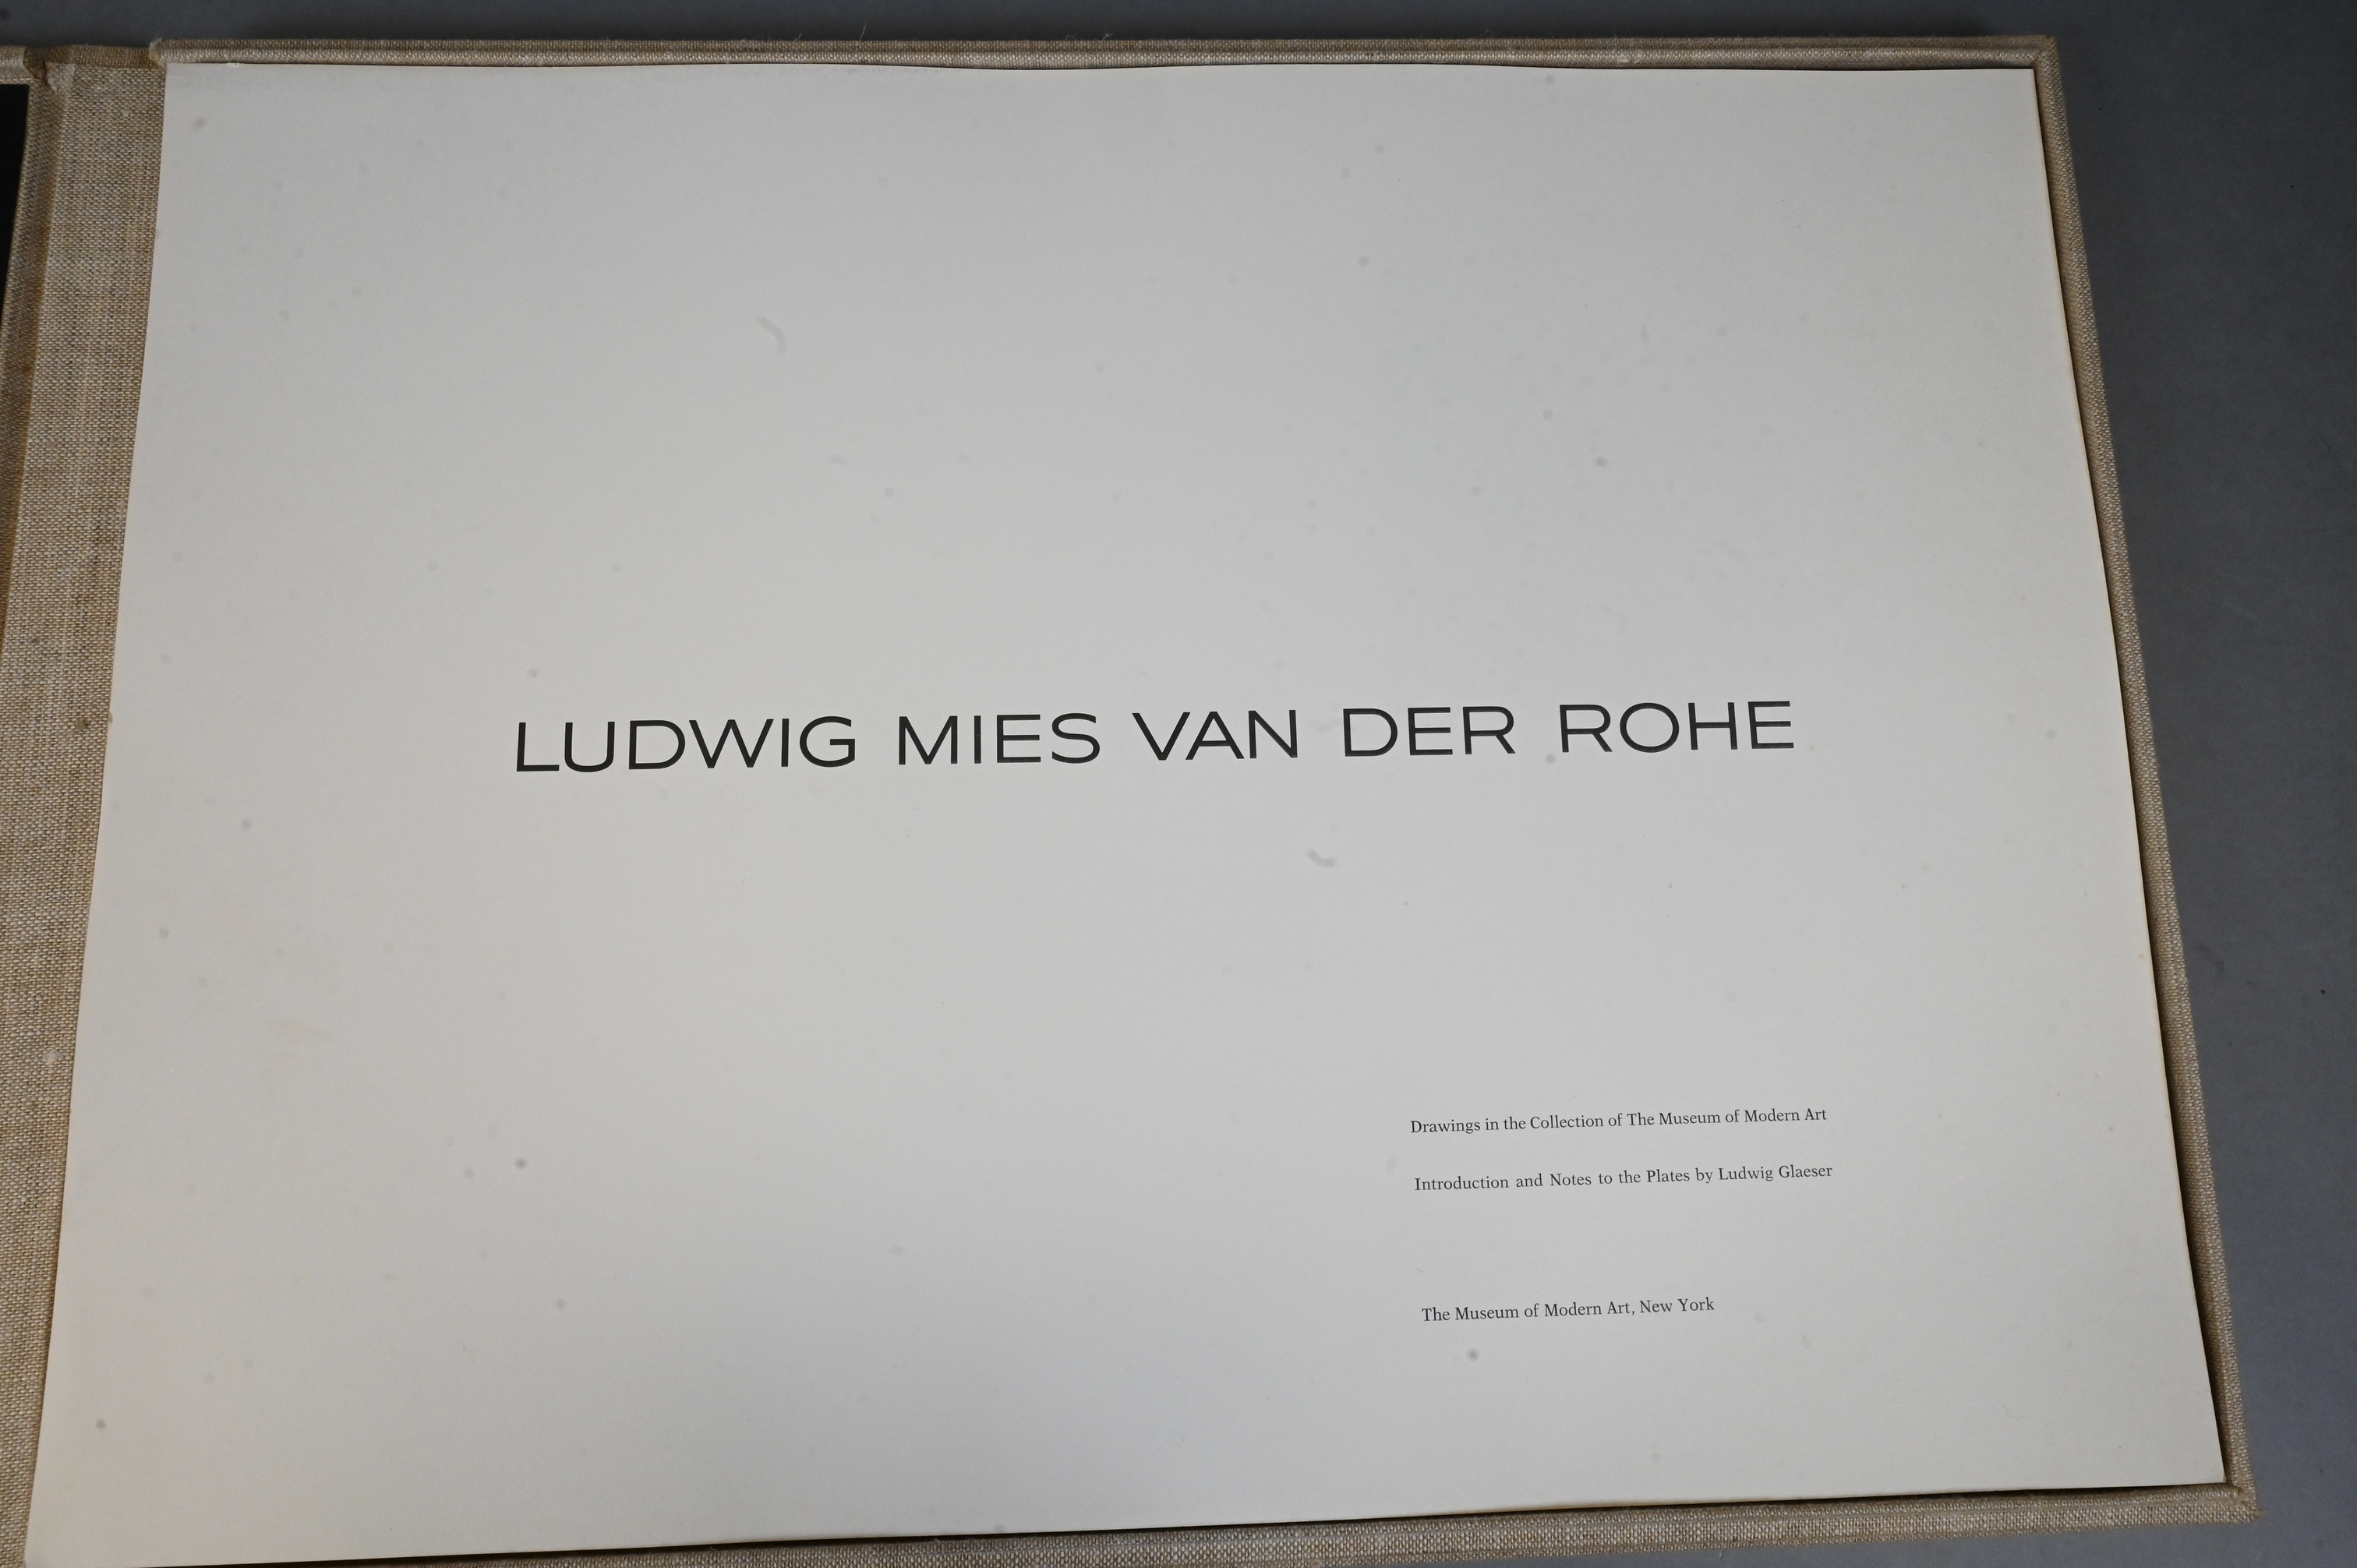 LUDWIG MIES VAN DER ROHE
Drawings in the Collection of The Museum of Modern Art
Introduction and Notes to the Plates by Ludwig Glaeser
The Museum of Modern Art, New York